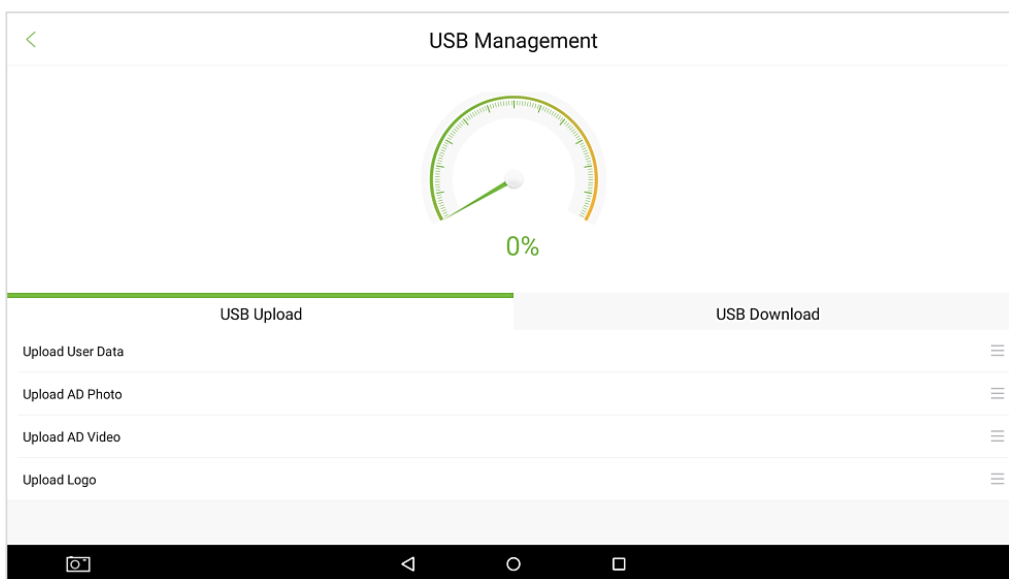 USB Management
0%
USB Upload
USB Download
Upload User Data
Upload AD Photo
Upload AD Video
Upload Logo